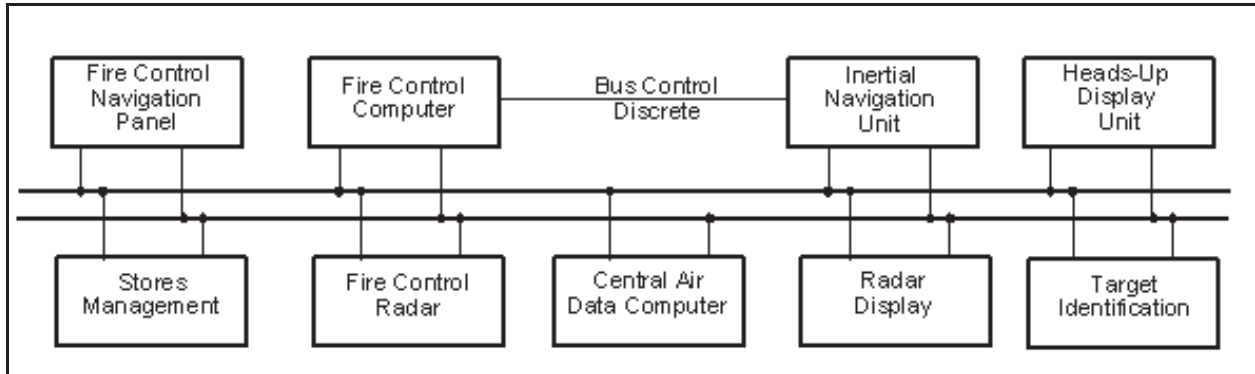 Fire Control
Navigation
Panel
Fire Control
Computer
Bus Control
Discrete
Inertial
Navigation
Unit
Heads-Up
Display
Unit
Stores
Management
Fire Control
Radar
Central Air
Data Computer
Radar
Display
Target
Identification